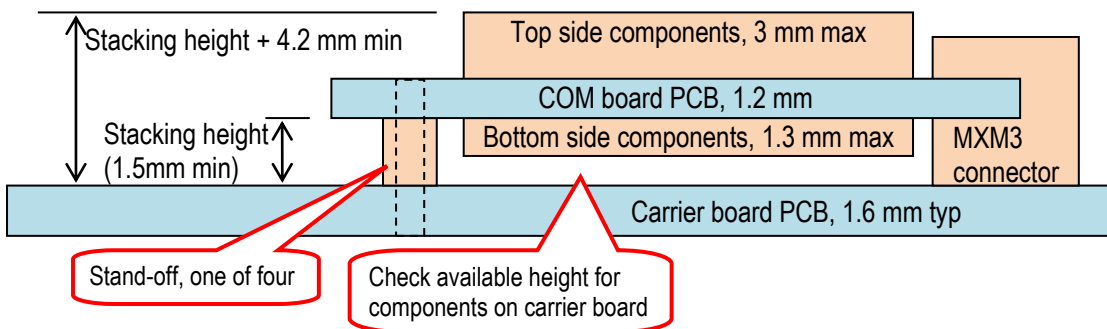 Stacking height + 4.2 mm min
Top side components, 3 mm max
COM board PCB, 1.2 mm
Stacking height
(1.5mm min)
Bottom side components, 1.3 mm max
MXM3
connector
Carrier board PCB, 1.6 mm typ
Stand-off, one of four
Check available height for
components on carrier board